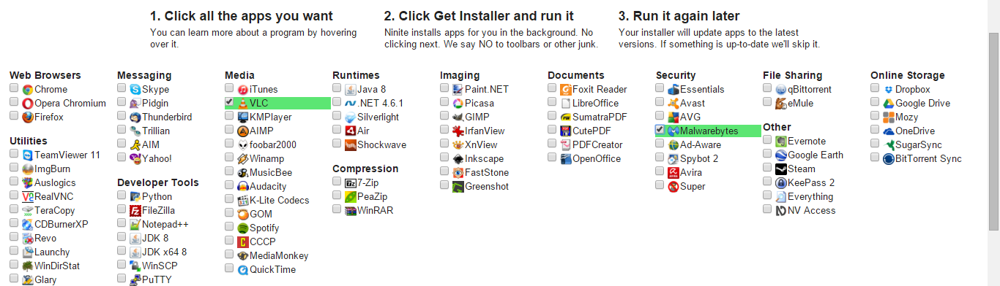 1. Click all the apps you want
You can learn more about a program by hovering
over it.
2. Click Get Installer and run it
Ninite installs apps for you in the background. No
clicking next. We say NO to toolbars or other junk.
3. Run it again later
Your installer will update apps to the latest
versions. If something is up-to-date we'll skip it.
Web Browsers
Chrome
Opera Chromium
Firefox
Utilities
TeamViewer 11
ImgBurn
Auslogics
RealVNC
TeraCopy
CDBurnerXP
Revo
Launchy
WinDirStat
Glary
Messaging
Skype
Pidgin
Thunderbird
Trillian
AIM
Yahoo!
Developer Tools
Python
FileZilla
Notepad++
JDK 8
JDK x64 8
WinSCP
PuTTY
Media
iTunes
VLC
KMPlayer
AIMP
foobar2000
Winamp
MusicBee
Audacity
K-Lite Codecs
GOM
Spotify
CCCP
MediaMonkey
QuickTime
Runtimes
Java 8
.NET 4.6.1
Silverlight
Air
Shockwave
Compression
7-Zip
PeaZip
WinRAR
Imaging
Paint.NET
Picasa
GIMP
IrfanView
XnView
Inkscape
FastStone
Greenshot
Documents
Foxit Reader
LibreOffice
SumatraPDF
CutePDF
PDFCreator
OpenOffice
Security
Essentials
Avast
AVG
Malwarebytes
Ad-Aware
Spybot 2
Avira
Super
File Sharing
qBittorrent
eMule
Other
Evernote
Google Earth
Steam
KeePass 2
Everything
NV Access
Online Storage
Dropbox
Google Drive
Mozy
OneDrive
SugarSync
BitTorrent Sync